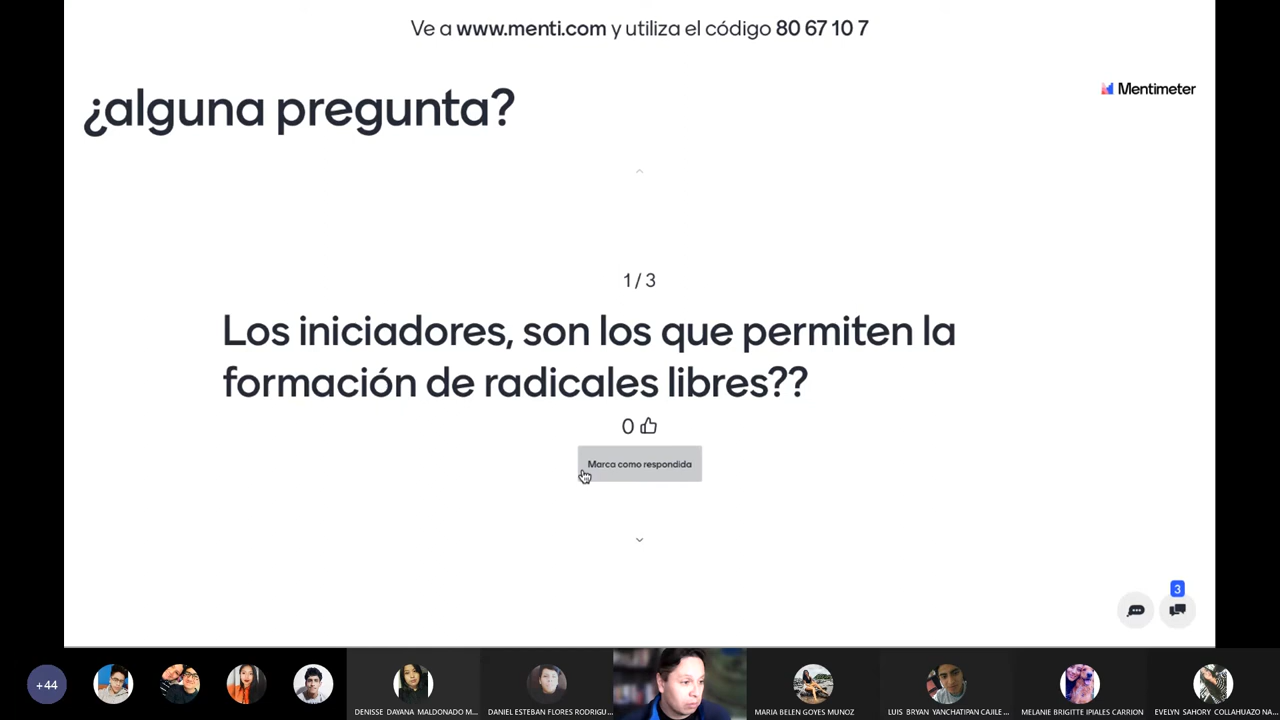 Ve a www.menti.com y utiliza el código 80 67 10 7
Mentimeter
¿alguna pregunta?
1 / 3
Los iniciadores, son los que permiten la
formación de radicales libres??
0
Marca como respondida
3
+44
DENISSE DAYANA MALDONADO M...
DANIEL ESTEBAN FLORES RODRIGU...
MARIA BELEN GOYES MUNOZ
LUIS BRYAN YANCHATIPAN CAJILE...
MELANIE BRIGITTE IPIALES CARRION
EVELYN SAHORY COLLAHUAZO NA...